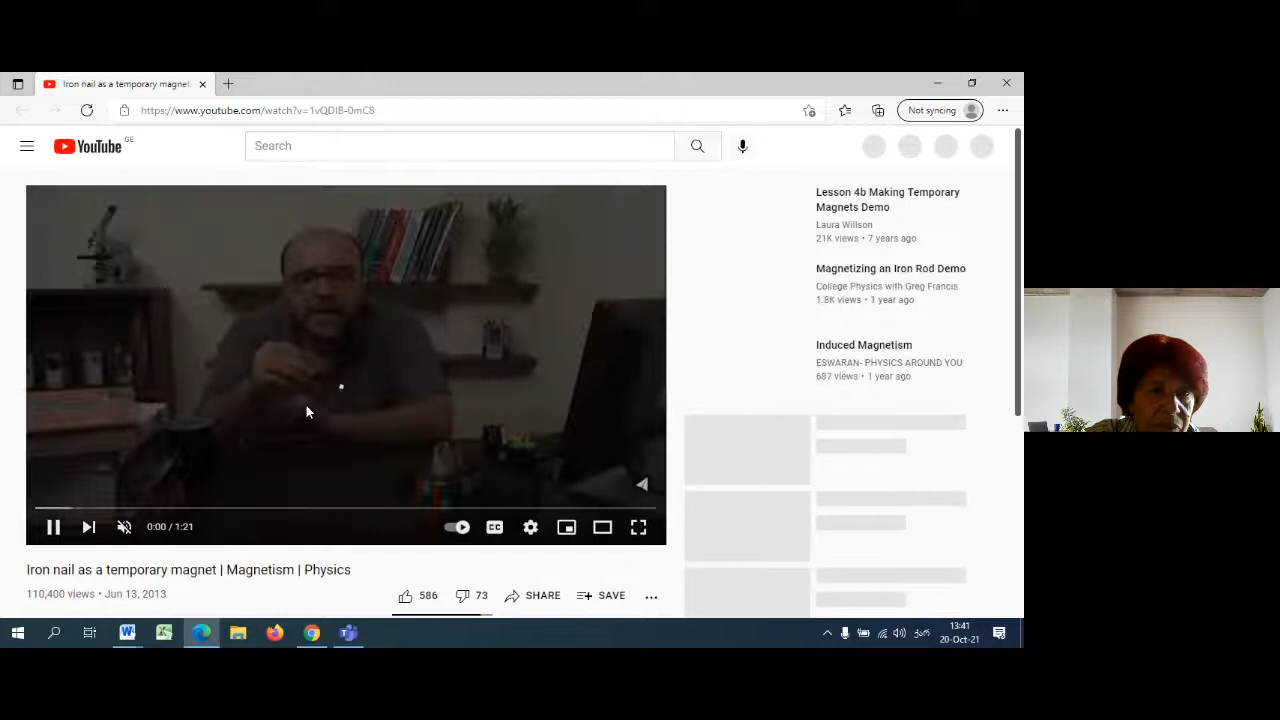 Iron nail as a temporary magnet
https://www.youtube.com/watch?v=1vQDIB-0mC8
Not syncing
YouTube GE
Search
Lesson 4b Making Temporary
Magnets Demo
Laura Willson
21K views • 7 years ago
Magnetizing an Iron Rod Demo
College Physics with Greg Francis
1.8K views • 1 year ago
Induced Magnetism
ESWARAN- PHYSICS AROUND YOU
687 views • 1 year ago
0:00 / 1:21
CC
Iron nail as a temporary magnet | Magnetism | Physics
110,400 views • Jun 13, 2013
586
73
SHARE
SAVE
ქარ
13:41
20-Oct-21